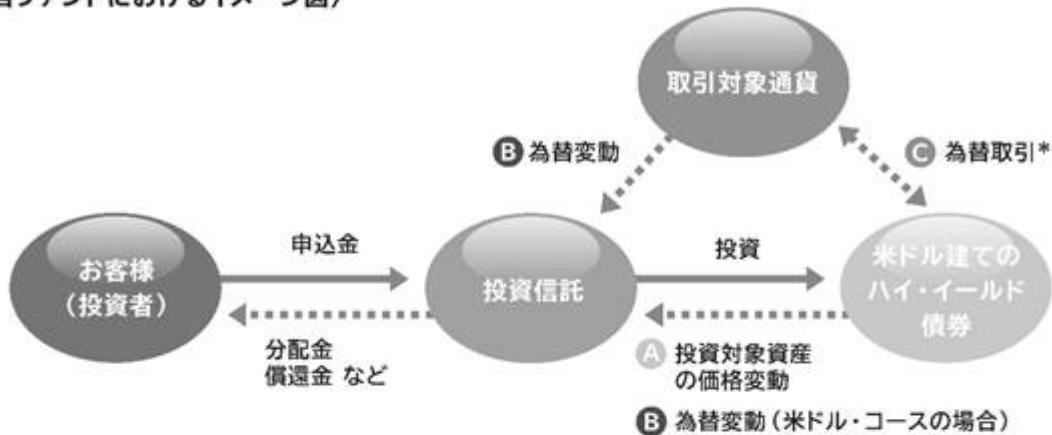 取引対象通貨
B 為替変動
C 為替取引*
お客様
（投資者）
申込金
分配金
償還金 など
投資信託
投資
米ドル建ての
ハイ・イールド
債券
A 投資対象資産
の価格変動
B 為替変動（米ドル・コースの場合）